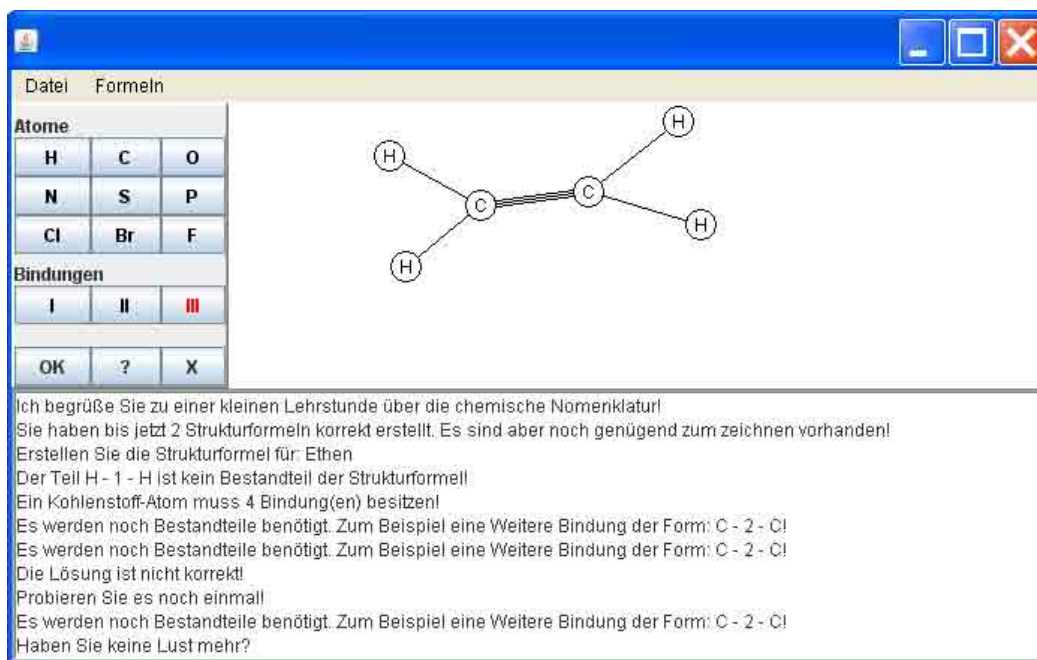 Datei Formeln
Atome
H C O
N S P
Cl Br F
Bindungen
I II III
OK ? X
H
H
C
C
H
H
Ich begrüße Sie zu einer kleinen Lehrstunde über die chemische Nomenklatur!
Sie haben bis jetzt 2 Strukturformeln korrekt erstellt. Es sind aber noch genügend zum zeichnen vorhanden!
Erstellen Sie die Strukturformel für: Ethen
Der Teil H - 1 - H ist kein Bestandteil der Strukturformel!
Ein Kohlenstoff-Atom muss 4 Bindung(en) besitzen!
Es werden noch Bestandteile benötigt. Zum Beispiel eine Weitere Bindung der Form: C - 2 - C!
Es werden noch Bestandteile benötigt. Zum Beispiel eine Weitere Bindung der Form: C - 2 - C!
Die Lösung ist nicht korrekt!
Probieren Sie es noch einmal!
Es werden noch Bestandteile benötigt. Zum Beispiel eine Weitere Bindung der Form: C - 2 - C!
Haben Sie keine Lust mehr?